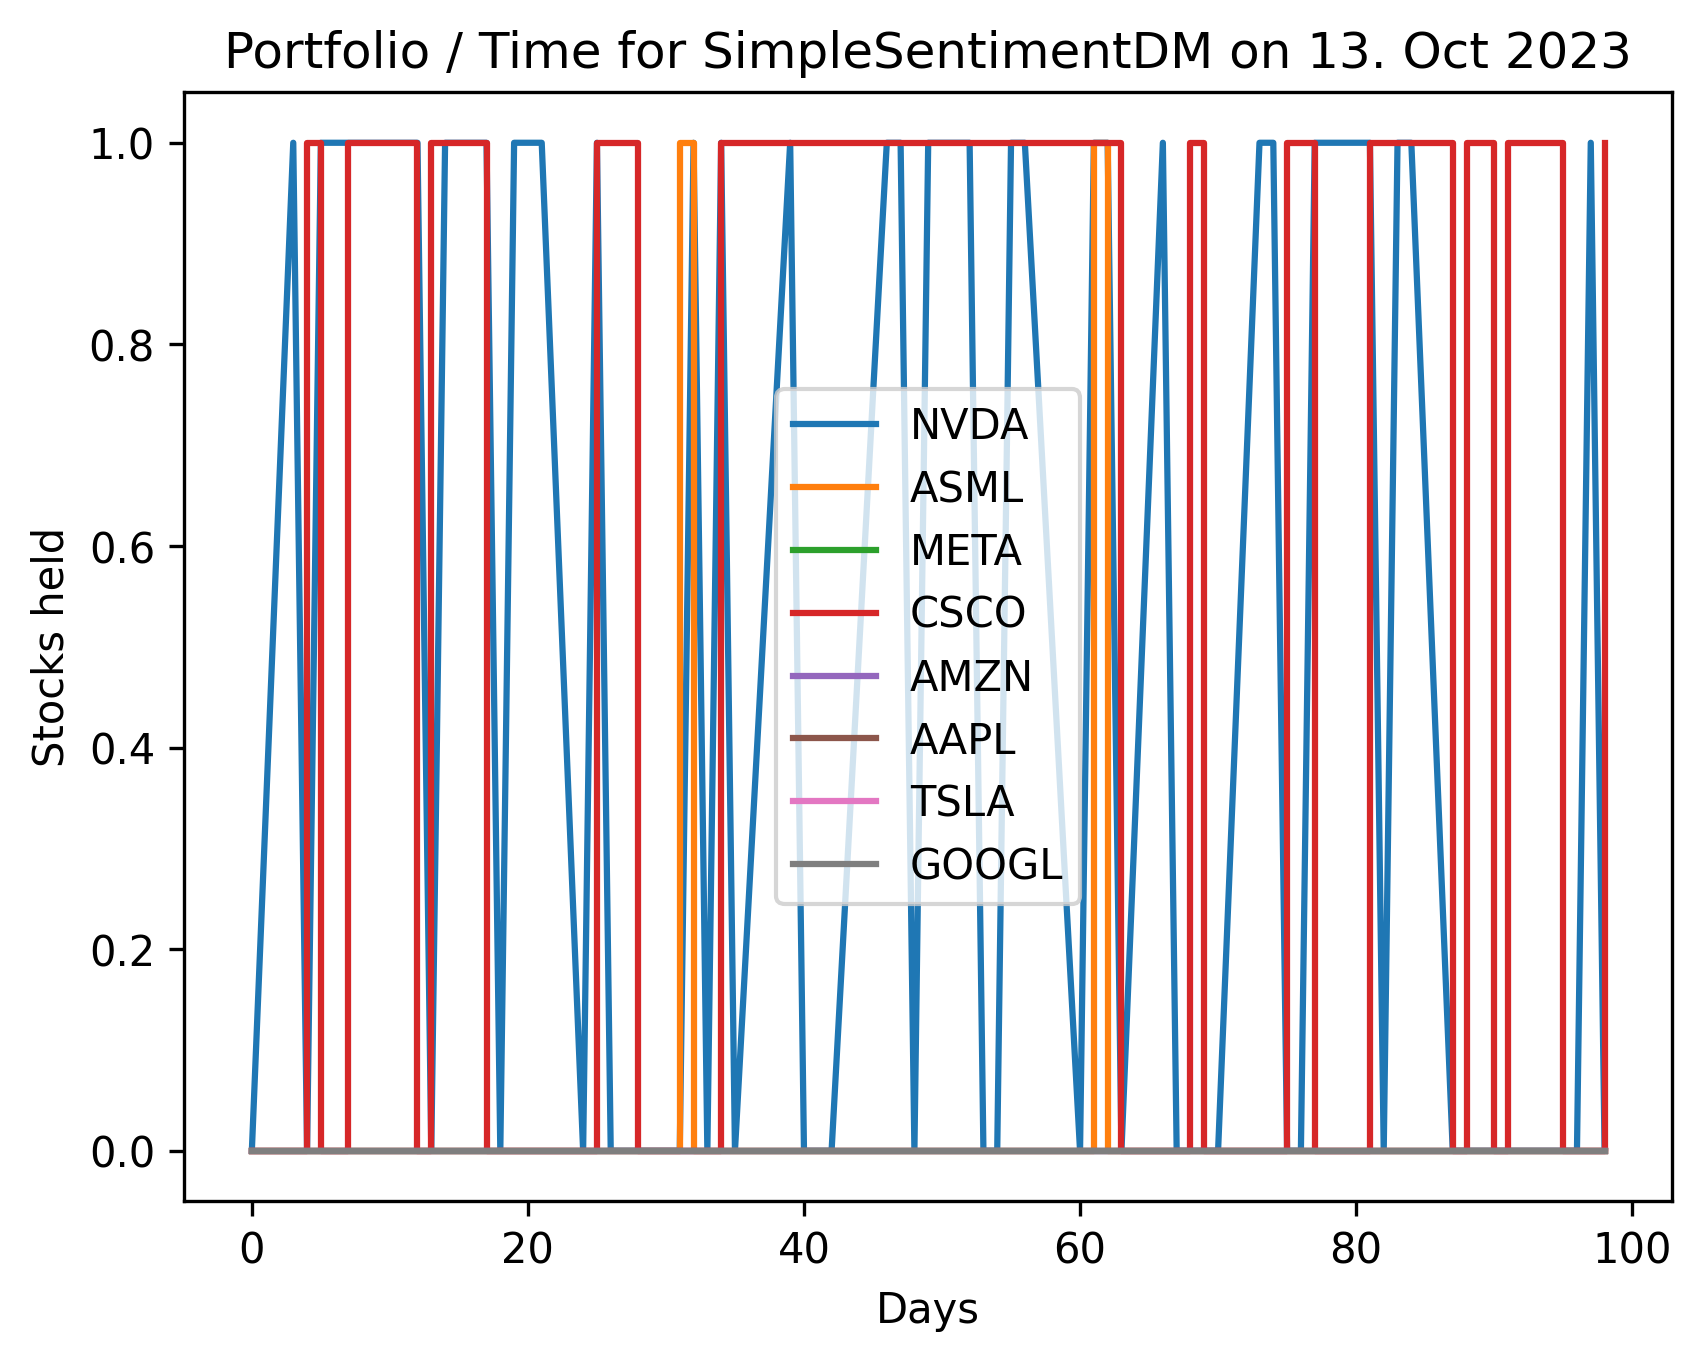 Portfolio / Time for SimpleSentimentDM on 13. Oct 2023
Stocks held
1.0
0.8
0.6
0.4
0.2
0.0
NVDA
ASML
META
CSCO
AMZN
AAPL
TSLA
GOOGL
0 20 40 60 80 100
Days